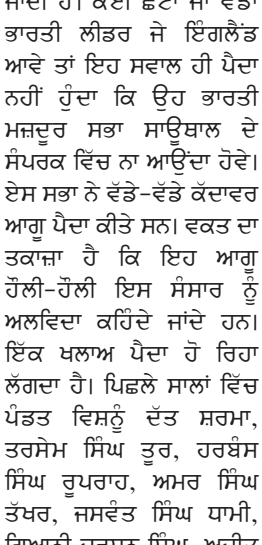 ਜਾਂਦੀ ਹੈ। ਕੋਈ ਛੋਟਾ ਜਾਂ ਵੱਡਾ
ਭਾਰਤੀ ਲੀਡਰ ਜੇ ਇੰਗਲੈਂਡ
ਆਵੇ ਤਾਂ ਇਹ ਸਵਾਲ ਹੀ ਪੈਦਾ
ਨਹੀਂ ਹੁੰਦਾ ਕਿ ਉਹ ਭਾਰਤੀ
ਮਜ਼ਦੂਰ ਸਭਾ ਸਾਊਥਾਲ ਦੇ
ਸੰਪਰਕ ਵਿੱਚ ਨਾ ਆਉਂਦਾ ਹੋਵੇ।
ਏਸ ਸਭਾ ਨੇ ਵੱਡੇ-ਵੱਡੇ ਕੱਦਾਵਰ
ਆਗੂ ਪੈਦਾ ਕੀਤੇ ਸਨ। ਵਕਤ ਦਾ
ਤਕਾਜ਼ਾ ਹੈ ਕਿ ਇਹ ਆਗੂ
ਹੌਲੀ-ਹੌਲੀ ਇਸ ਸੰਸਾਰ ਨੂੰ
ਅਲਵਿਦਾ ਕਹਿੰਦੇ ਜਾਂਦੇ ਹਨ।
ਇੱਕ ਖਲਾਅ ਪੈਦਾ ਹੋ ਰਿਹਾ
ਲੱਗਦਾ ਹੈ। ਪਿਛਲੇ ਸਾਲਾਂ ਵਿੱਚ
ਪੰਡਤ ਵਿਸ਼ਨੂੰ ਦੱਤ ਸ਼ਰਮਾ,
ਤਰਸੇਮ ਸਿੰਘ ਤੂਰ, ਹਰਬੰਸ
ਸਿੰਘ ਰੂਪਰਾਹ, ਅਮਰ ਸਿੰਘ
ਤੱਖਰ, ਜਸਵੰਤ ਸਿੰਘ ਧਾਮੀ,
ਸਿੰਘ